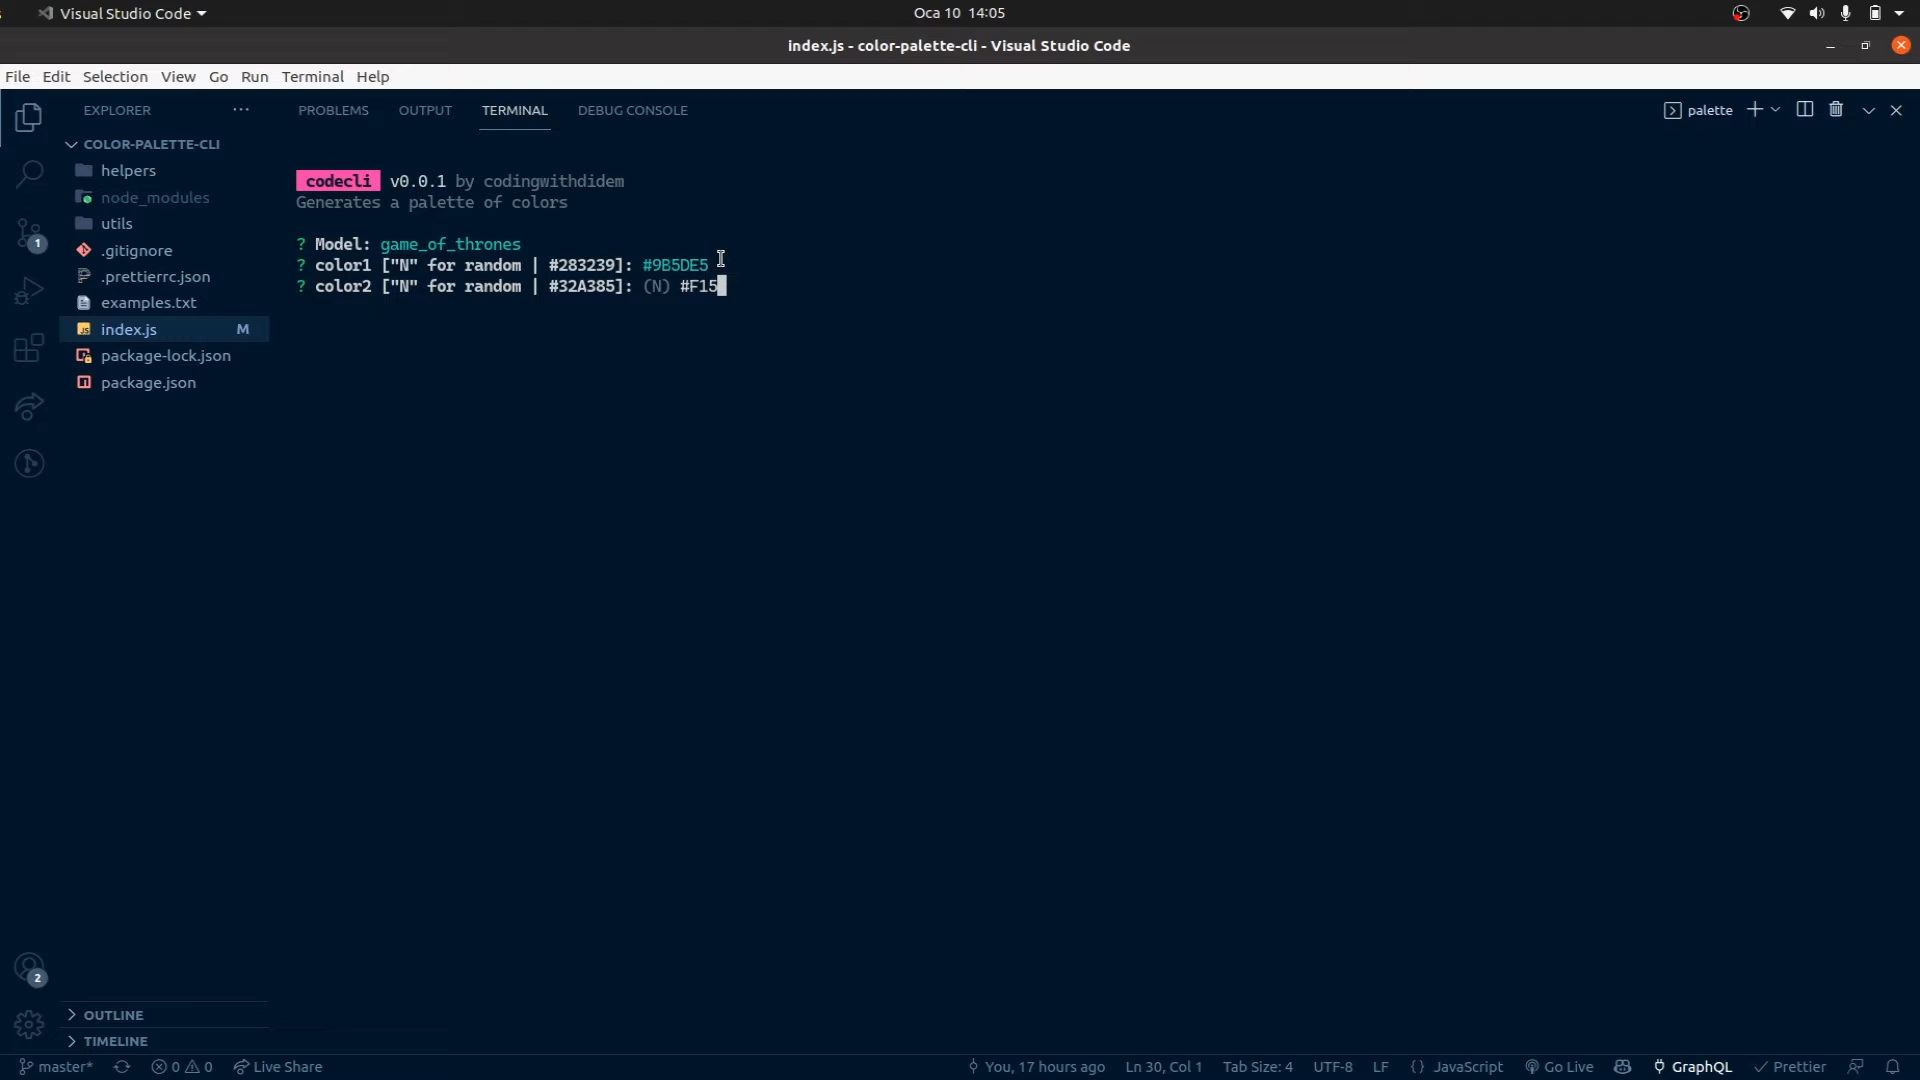 Visual Studio Code
Oca 10 14:05
index.js - color-palette-cli - Visual Studio Code
File Edit Selection View Go Run Terminal Help
EXPLORER
PROBLEMS OUTPUT TERMINAL DEBUG CONSOLE
palette
COLOR-PALETTE-CLI
helpers
node_modules
utils
.gitignore
.prettierrc.json
examples.txt
index.js M
package-lock.json
package.json
codecli v0.0.1 by codingwithdidem
Generates a palette of colors
? Model: game_of_thrones
? color1 ["N" for random | #283239]: #9B5DE5
? color2 ["N" for random | #32A385]: (N) #F15
1
2
OUTLINE
TIMELINE
master* 0 0 Live Share
You, 17 hours ago Ln 30, Col 1 Tab Size: 4 UTF-8 LF {} JavaScript Go Live GraphQL Prettier